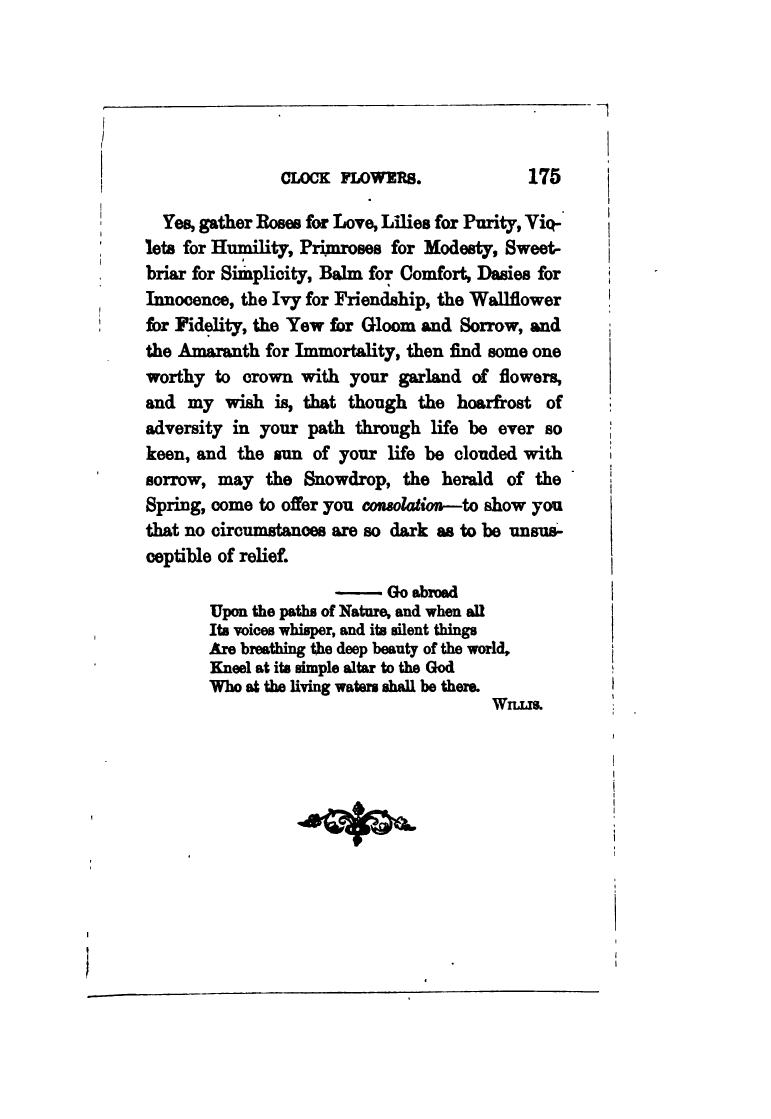 CLOCK FLOWERS. 175
Yes, gather Roses for Love, Lilies for Purity, Vio-
lets for Humility, Primroses for Modesty, Sweet-
briar for Simplicity, Balm for Comfort, Dasies for
Innocence, the Ivy for Friendship, the Wallflower
for Fidelity, the Yew for Gloom and Sorrow, and
the Amaranth for Immortality, then find some one
worthy to crown with your garland of flowers,
and my wish is, that though the hoarfrost of
adversity in your path through life be ever so
keen, and the sun of your life be clouded with
sorrow, may the Snowdrop, the herald of the
Spring, come to offer you consolation—to show you
that no circumstances are so dark as to be unsus-
ceptible of relief.
—— Go abroad
Upon the paths of Nature, and when all
Its voices whisper, and its silent things
Are breathing the deep beauty of the world,
Kneel at its simple altar to the God
Who at the living waters shall be there.
WILLIS.